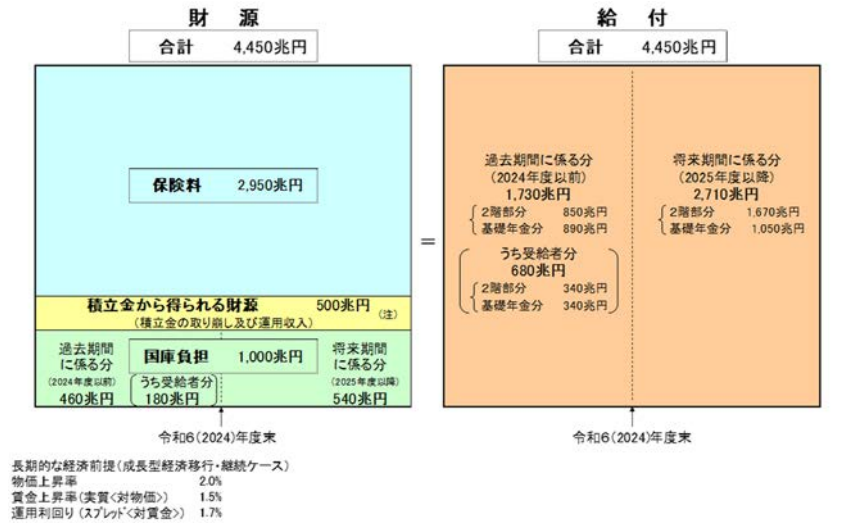 財 源
合計 4,450兆円
保険料 2,950兆円
積立金から得られる財源 500兆円 (注)
(積立金の取り崩し及び運用収入)
過去期間
に係る分
(2024年度以前)
460兆円
国庫負担 1,000兆円
うち受給者分
180兆円
将来期間
に係る分
(2025年度以降)
540兆円
令和6(2024)年度末
=
給 付
合計 4,450兆円
過去期間に係る分
(2024年度以前)
1,730兆円
2階部分 850兆円
基礎年金分 890兆円
うち受給者分
680兆円
2階部分 340兆円
基礎年金分 340兆円
将来期間に係る分
(2025年度以降)
2,710兆円
2階部分 1,670兆円
基礎年金分 1,050兆円
令和6(2024)年度末
長期的な経済前提(成長型経済移行・継続ケース)
物価上昇率 2.0%
賃金上昇率(実質<対物価>) 1.5%
運用利回り(スプレッド<対賃金>) 1.7%